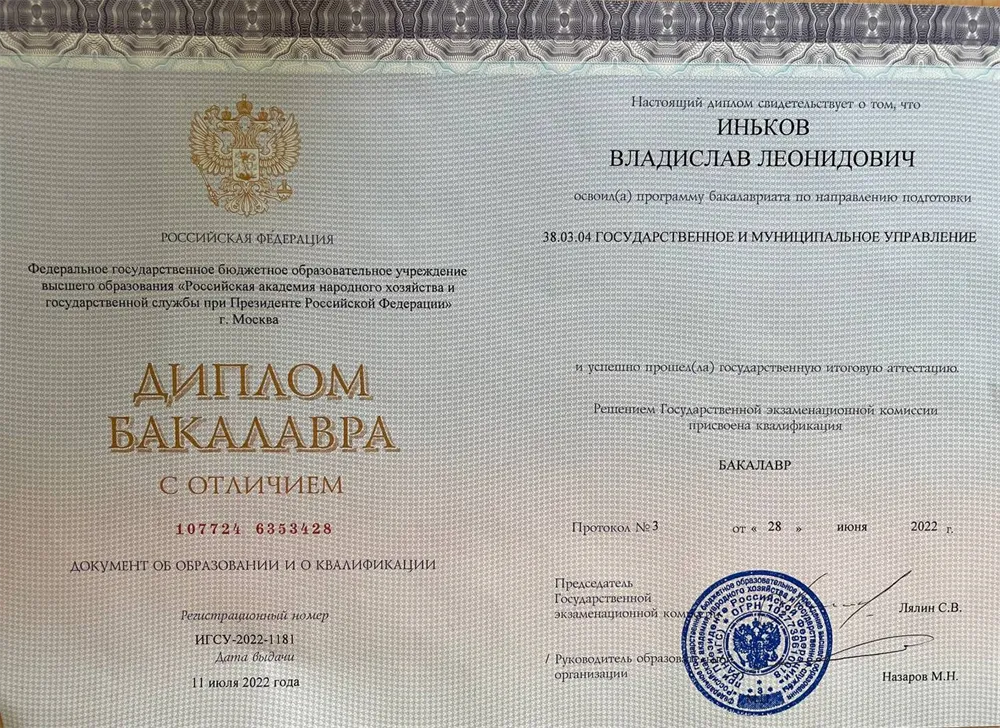 РОССИЙСКАЯ ФЕДЕРАЦИЯ
Федеральное государственное бюджетное образовательное учреждение
высшего образования «Российская академия народного хозяйства и
государственной службы при Президенте Российской Федерации»
г. Москва
ДИПЛОМ
БАКАЛАВРА
С ОТЛИЧИЕМ
107724 6353428
ДОКУМЕНТ ОБ ОБРАЗОВАНИИ И О КВАЛИФИКАЦИИ
Регистрационный номер
ИГСУ-2022-1181
Дата выдачи
11 июля 2022 года
Настоящий диплом свидетельствует о том, что
ИНЬКОВ
ВЛАДИСЛАВ ЛЕОНИДОВИЧ
освоил(а) программу бакалавриата по направлению подготовки
38.03.04 ГОСУДАРСТВЕННОЕ И МУНИЦИПАЛЬНОЕ УПРАВЛЕНИЕ
и успешно прошел(ла) государственную итоговую аттестацию.
Решением Государственной экзаменационной комиссии
присвоена квалификация
БАКАЛАВР
Протокол № 3 от « 28 » июня 2022 г.
Председатель
Государственной
экзаменационной
Лялин С.В.
/ Руководитель
организации
Назаров М.Н.